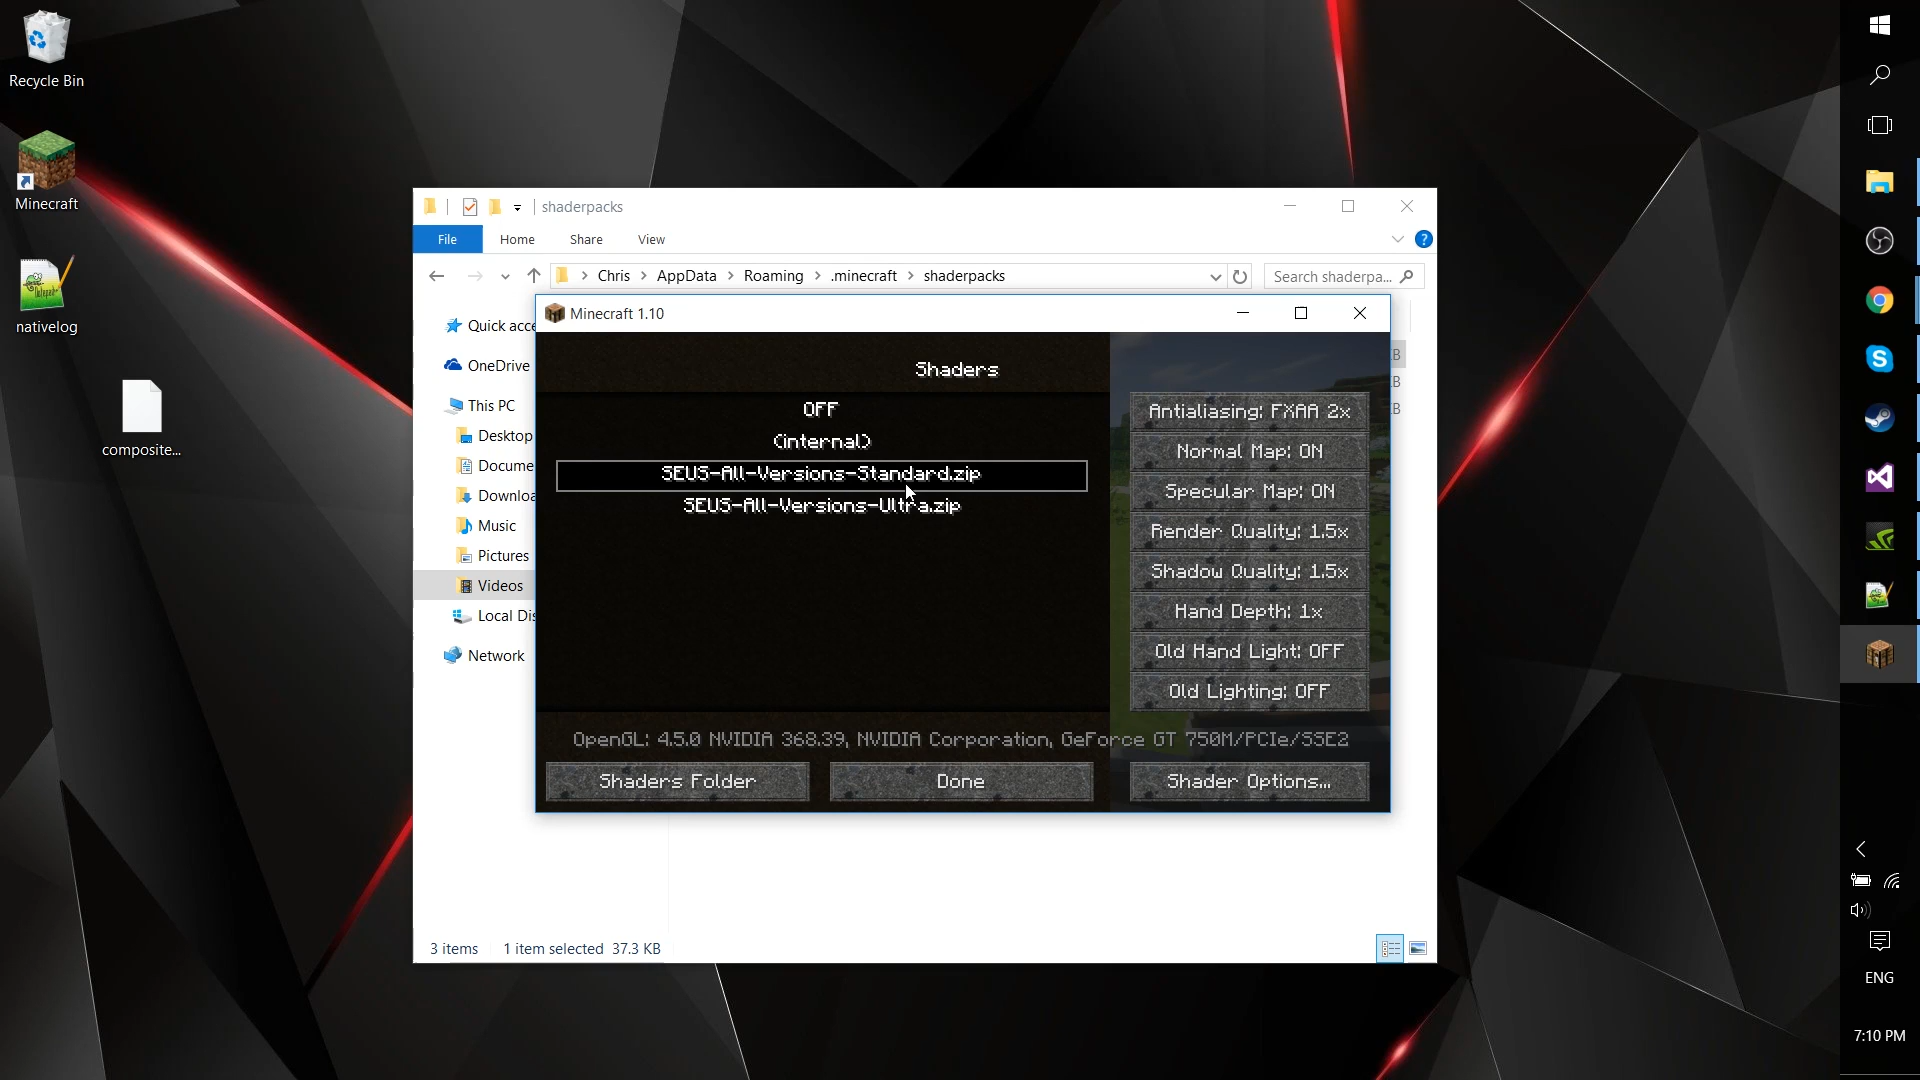 Recycle Bin
Minecraft
nativelog
composite...
shaderpacks
File
Home
Share
View
Chris
AppData
Roaming
.minecraft
shaderpacks
Search shaderpa...
Quick acce
OneDrive
This PC
Desktop
Docume
Downloa
Music
Pictures
Videos
Local Dis
Network
Minecraft 1.10
Shaders
OFF
(internal)
SEUS-All-Versions-Standard.zip
SEUS-All-Versions-Ultra.zip
Antialiasing: FXAA 2x
Normal Map: ON
Specular Map: ON
Render Quality: 1.5x
Shadow Quality: 1.5x
Hand Depth: 1x
Old Hand Light: OFF
Old Lighting: OFF
OpenGL: 4.5.0 NVIDIA 368.39, NVIDIA Corporation, GeForce GT 750M/PCIe/SSE2
Shaders Folder
Done
Shader Options...
3 items
1 item selected 37.3 KB
ENG
7:10 PM